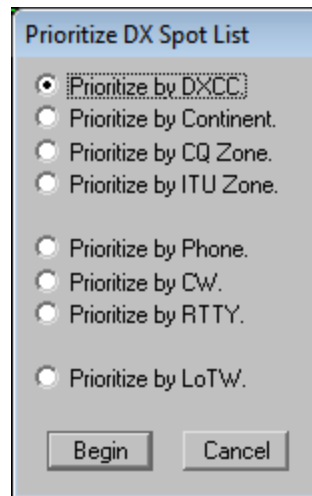 Prioritize DX Spot List
Prioritize by DXCC.
Prioritize by Continent.
Prioritize by CQ Zone.
Prioritize by ITU Zone.
Prioritize by Phone.
Prioritize by CW.
Prioritize by RTTY.
Prioritize by LoTW.
Begin
Cancel